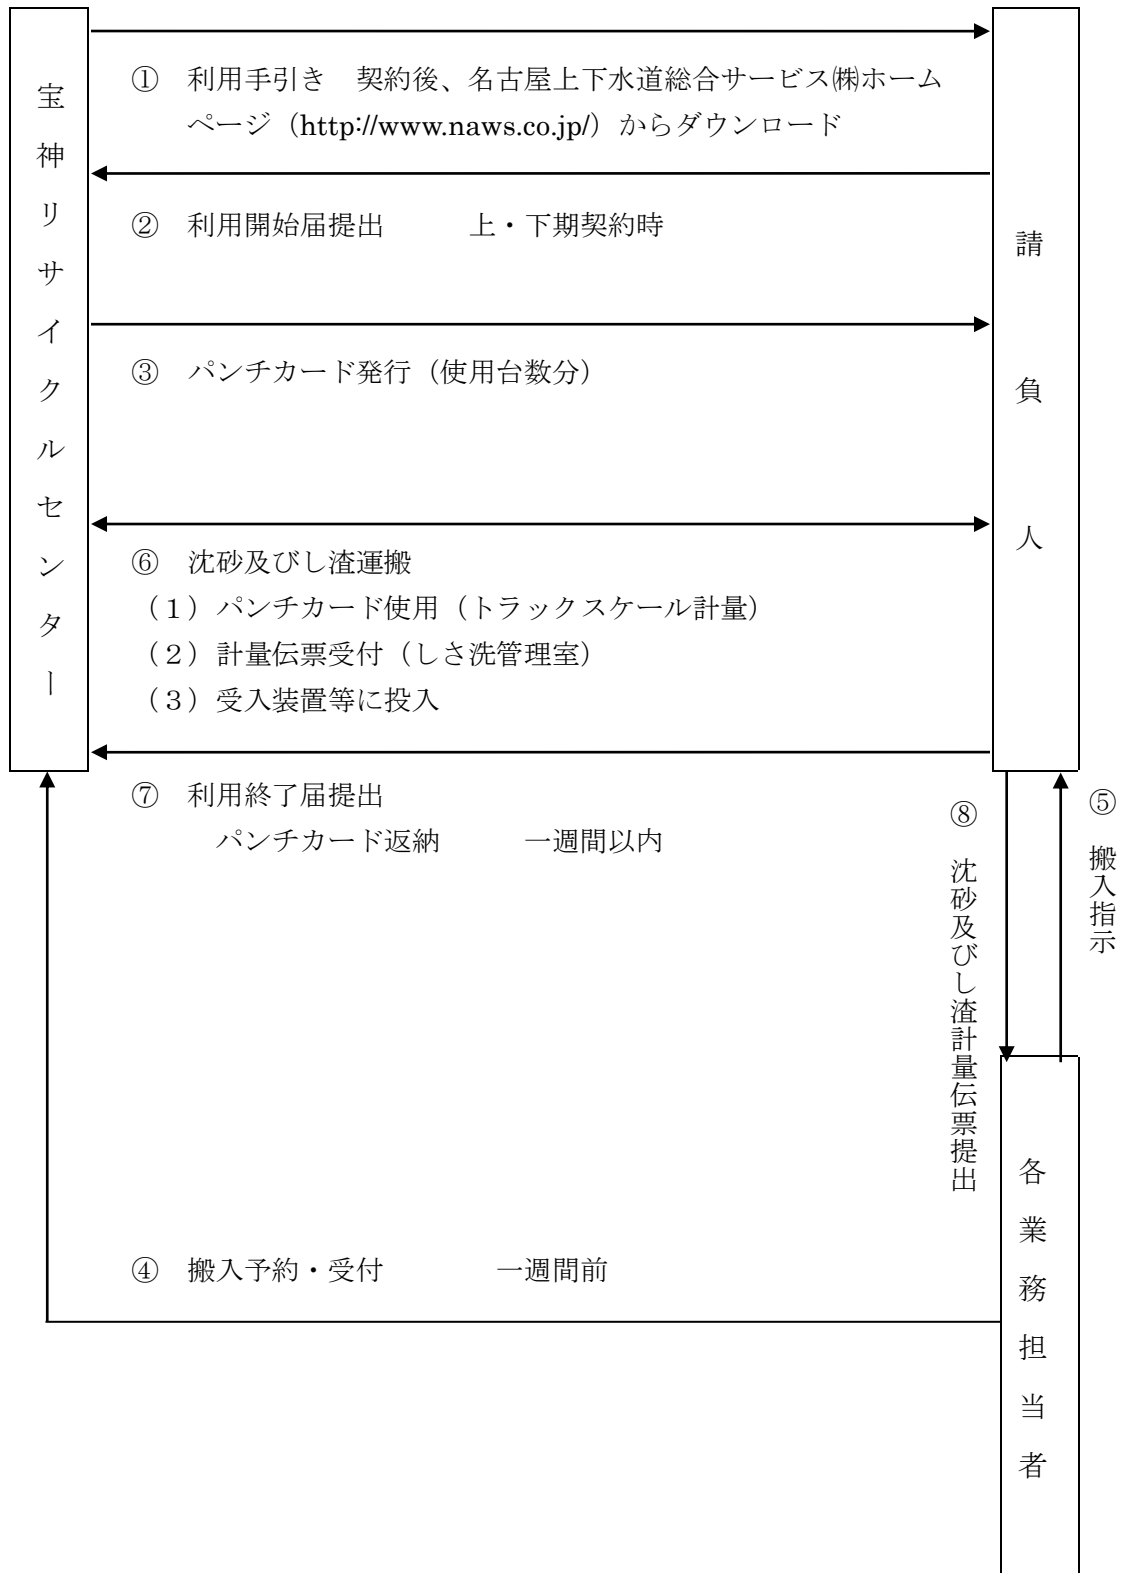 宝神リサイクルセンター
請負人
① 利用手引き　契約後、名古屋上下水道総合サービス㈱ホーム
ページ（http://www.naws.co.jp/）からダウンロード
② 利用開始届提出　　　上・下期契約時
③ パンチカード発行（使用台数分）
⑥ 沈砂及びし渣運搬
（１）パンチカード使用（トラックスケール計量）
（２）計量伝票受付（しさ洗管理室）
（３）受入装置等に投入
⑦ 利用終了届提出
パンチカード返納　　　一週間以内
⑧ 沈砂及びし渣計量伝票提出
⑤ 搬入指示
④ 搬入予約・受付　　　　一週間前
各業務担当者